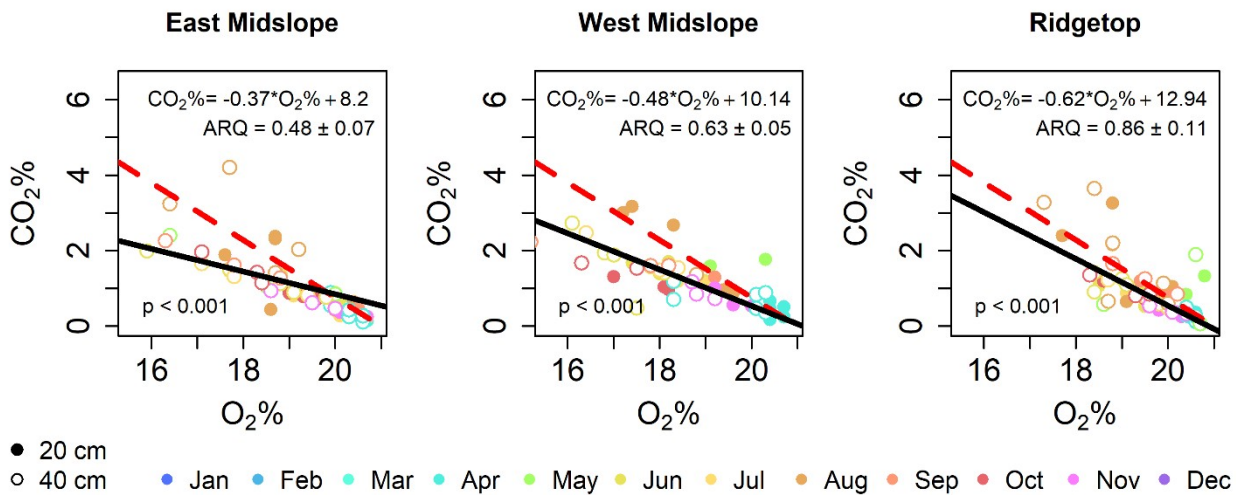 East Midslope West Midslope Ridgetop
CO₂%= -0.37*O₂% + 8.2
ARQ = 0.48 ± 0.07
p < 0.001
CO₂%
0 2 4 6
16 18 20
O₂%
CO₂%= -0.48*O₂% + 10.14
ARQ = 0.63 ± 0.05
p < 0.001
CO₂%
0 2 4 6
16 18 20
O₂%
CO₂%= -0.62*O₂% + 12.94
ARQ = 0.86 ± 0.11
p < 0.001
CO₂%
0 2 4 6
16 18 20
O₂%
20 cm
40 cm Jan Feb Mar Apr May Jun Jul Aug Sep Oct Nov Dec